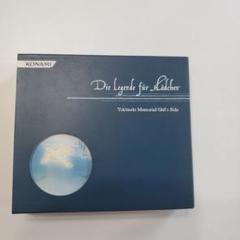 KONAMI
Die Legende für Mädchen
Tokimeki Memorial Girl's Side